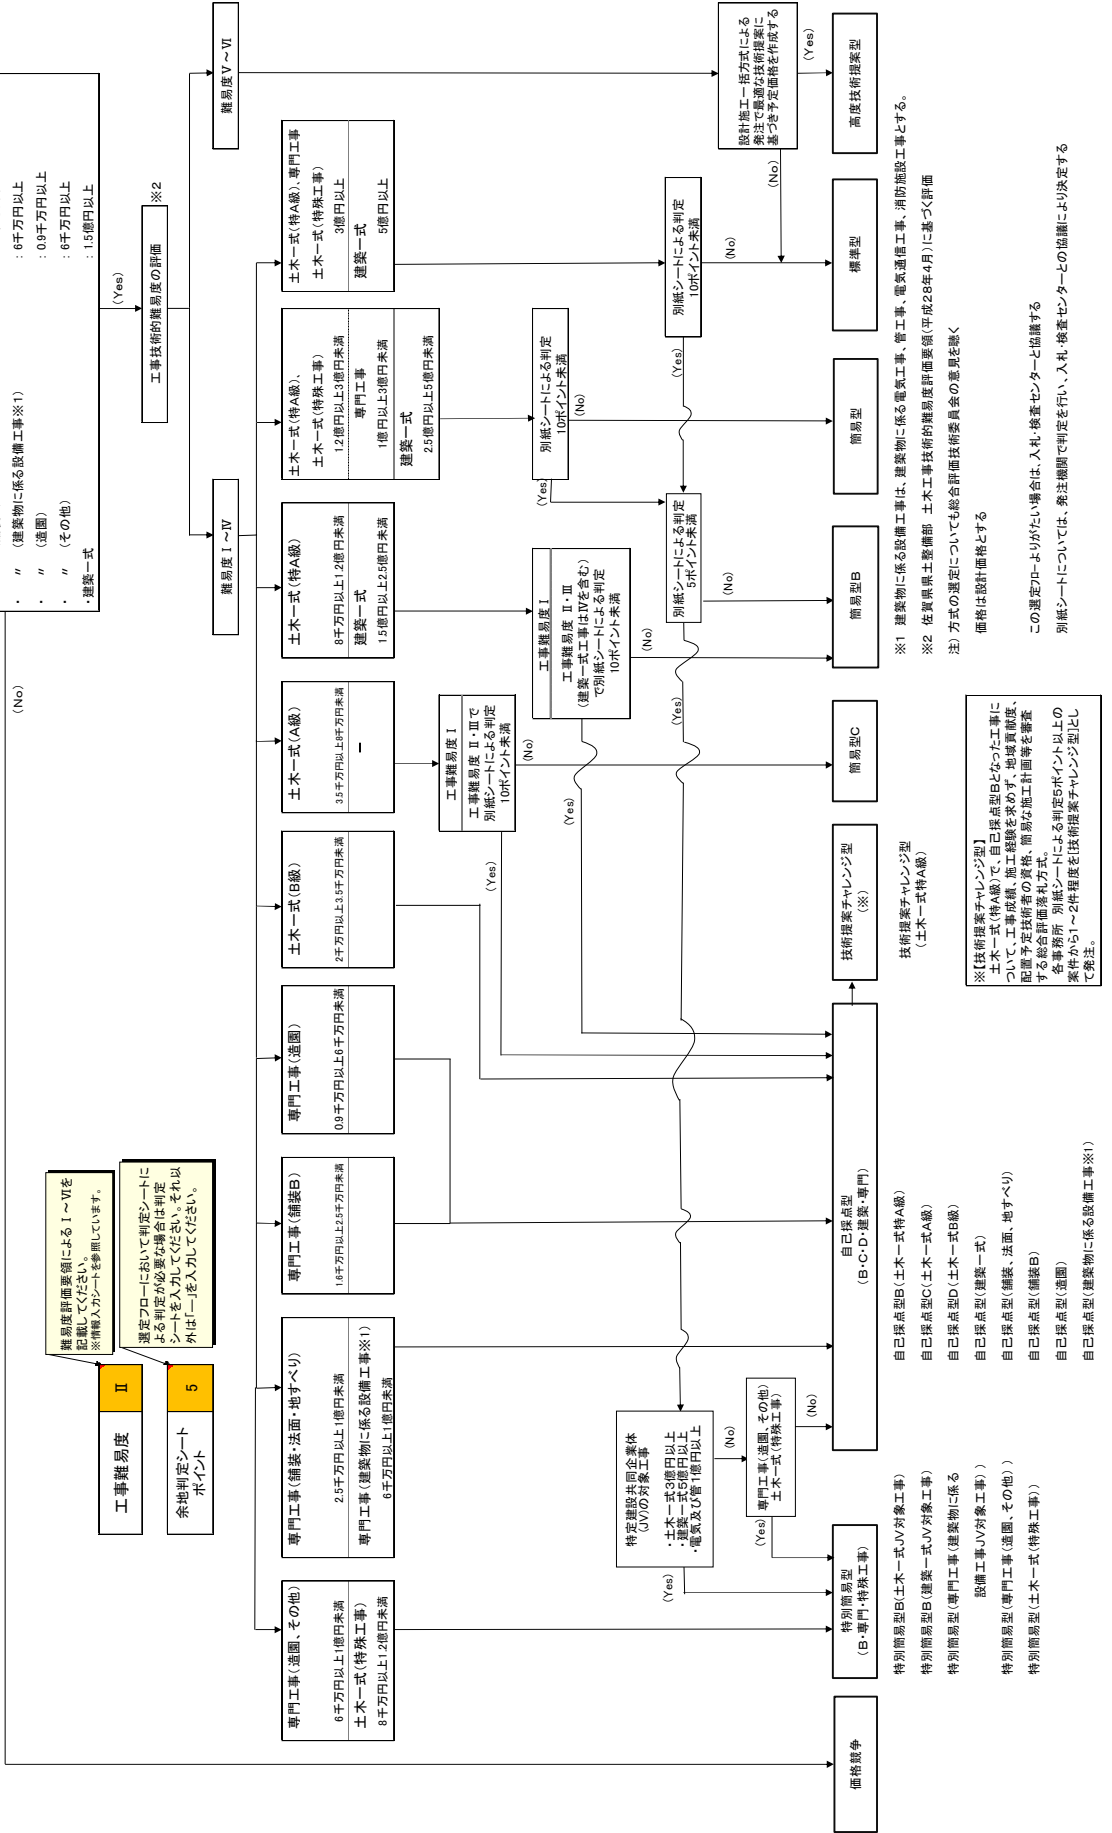 (No)
・ 〃 (建築物に係る設備工事※1)
: 6千万円以上
・ 〃 (造園)
: 0.9千万円以上
・ 〃 (その他)
: 6千万円以上
・建築一式
: 1.5億円以上
(Yes)
工事技術的難易度の評価
※2
難易度Ⅰ～Ⅳ
難易度Ⅴ～Ⅵ
工事難易度
Ⅱ
難易度評価要領によるⅠ～Ⅵを
記載してください。
※情報入力シートを参照しています。
余地判定シート
ポイント
5
選定フローにおいて判定シートに
よる判定が必要な場合は判定
シートを入力してください。それ以
外は「―」を入力してください。
専門工事(造園、その他)
6千万円以上1億円未満
土木一式(特殊工事)
8千万円以上1.2億円未満
専門工事(舗装・法面・地すべり)
2.5千万円以上1億円未満
専門工事(建築物に係る設備工事※1)
6千万円以上1億円未満
専門工事(舗装B)
1.6千万円以上2.5千万円未満
専門工事(造園)
0.9千万円以上6千万円未満
土木一式(B級)
2千万円以上3.5千万円未満
土木一式(A級)
3.5千万円以上8千万円未満
―
土木一式(特A級)
8千万円以上1.2億円未満
建築一式
1.5億円以上2.5億円未満
土木一式(特A級)、
土木一式(特殊工事)
1.2億円以上3億円未満
専門工事
1億円以上3億円未満
建築一式
2.5億円以上5億円未満
土木一式(特A級)、専門工事
土木一式(特殊工事)
3億円以上
建築一式
5億円以上
工事難易度Ⅰ
工事難易度 Ⅱ・Ⅲで
別紙シートによる判定
10ポイント未満
(Yes)
(No)
工事難易度Ⅰ
工事難易度 Ⅱ・Ⅲ
(建築一式工事はⅣを含む)
で別紙シートによる判定
10ポイント未満
(Yes)
(No)
別紙シートによる判定
10ポイント未満
(Yes)
(No)
別紙シートによる判定
5ポイント未満
(Yes)
(No)
別紙シートによる判定
10ポイント未満
(Yes)
(No)
設計施工一括方式による
発注で最適な技術提案に
基づき予定価格を作成する
(No)
(Yes)
特定建設共同企業体
(JV)の対象工事
・土木一式3億円以上
・建築一式5億円以上
・電気及び管1億円以上
(Yes)
(No)
専門工事(造園、その他)
土木一式(特殊工事)
(Yes)
(No)
価格競争
特別簡易型
(B・専門・特殊工事)
自己採点型
(B・C・D・建築・専門)
技術提案チャレンジ型
(※)
簡易型C
簡易型B
簡易型
標準型
高度技術提案型
特別簡易型B(土木一式JV対象工事)
特別簡易型B(建築一式JV対象工事)
特別簡易型(専門工事(建築物に係る
設備工事JV対象工事))
特別簡易型(専門工事(造園、その他))
特別簡易型(土木一式(特殊工事))
自己採点型B(土木一式特A級)
自己採点型C(土木一式A級)
自己採点型D(土木一式B級)
自己採点型(建築一式)
自己採点型(舗装、法面、地すべり)
自己採点型(舗装B)
自己採点型(造園)
自己採点型(建築物に係る設備工事※1)
技術提案チャレンジ型
(土木一式特A級)
※【技術提案チャレンジ型】
土木一式(特A級)で、自己採点型Bとなった工事に
ついて、工事成績、施工経験を求めず、地域貢献度、
配置予定技術者の資格、簡易な施工計画等を審査
する総合評価落札方式。
各事務所 別紙シートによる判定5ポイント以上の
案件から1～2件程度を[技術提案チャレンジ型]とし
て発注。
※1 建築物に係る設備工事は、建築物に係る電気工事、管工事、電気通信工事、消防施設工事とする。
※2 佐賀県県土整備部 土木工事技術的難易度評価要領(平成28年4月)に基づく評価
注) 方式の選定についても総合評価技術委員会の意見を聴く
価格は設計価格とする
この選定フローよりがたい場合は、入札・検査センターと協議する
別紙シートについては、発注機関で判定を行い、入札・検査センターとの協議により決定する